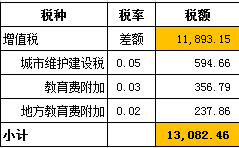 税种 税率 税额
增值税 差额 11,893.15
城市维护建设税 0.05 594.66
教育费附加 0.03 356.79
地方教育费附加 0.02 237.86
小计 13,082.46